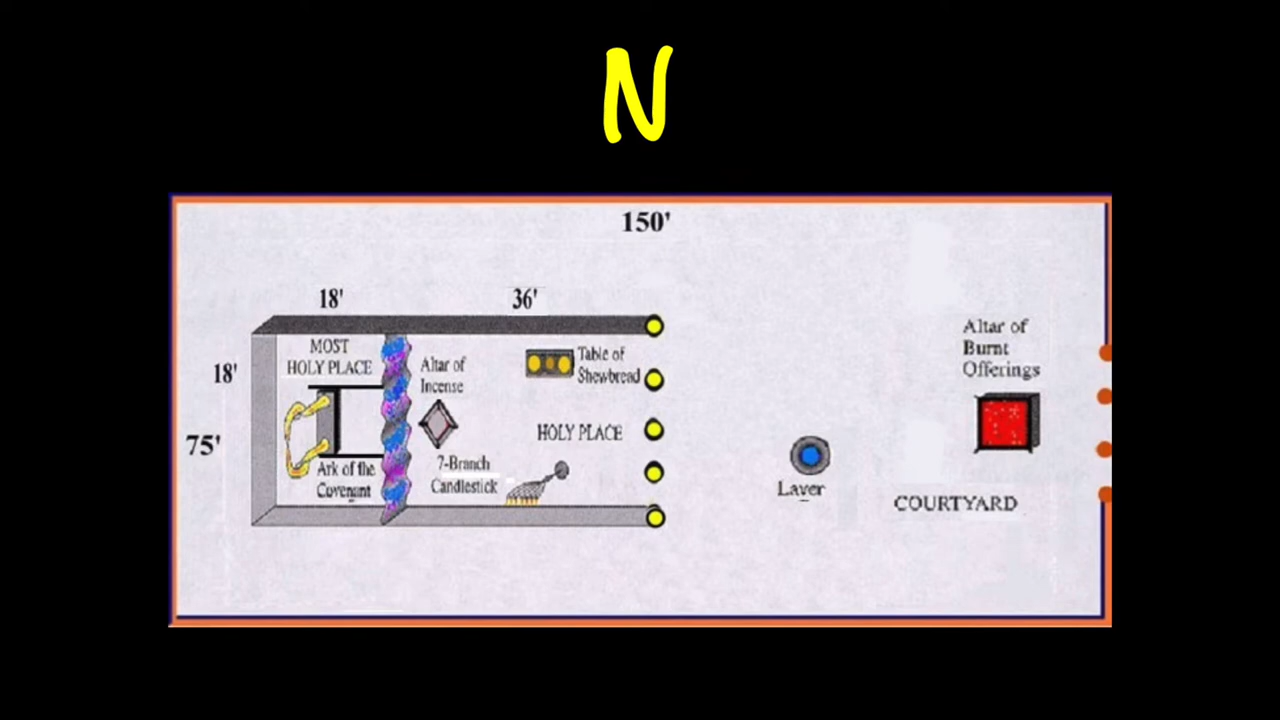 N
150'
18'
36'
MOST
HOLY PLACE
18'
Altar of
Incense
Table of
Shewbread
Altar of
Burnt
Offerings
75'
HOLY PLACE
Ark of the
Covenant
7-Branch
Candlestick
Laver
COURTYARD